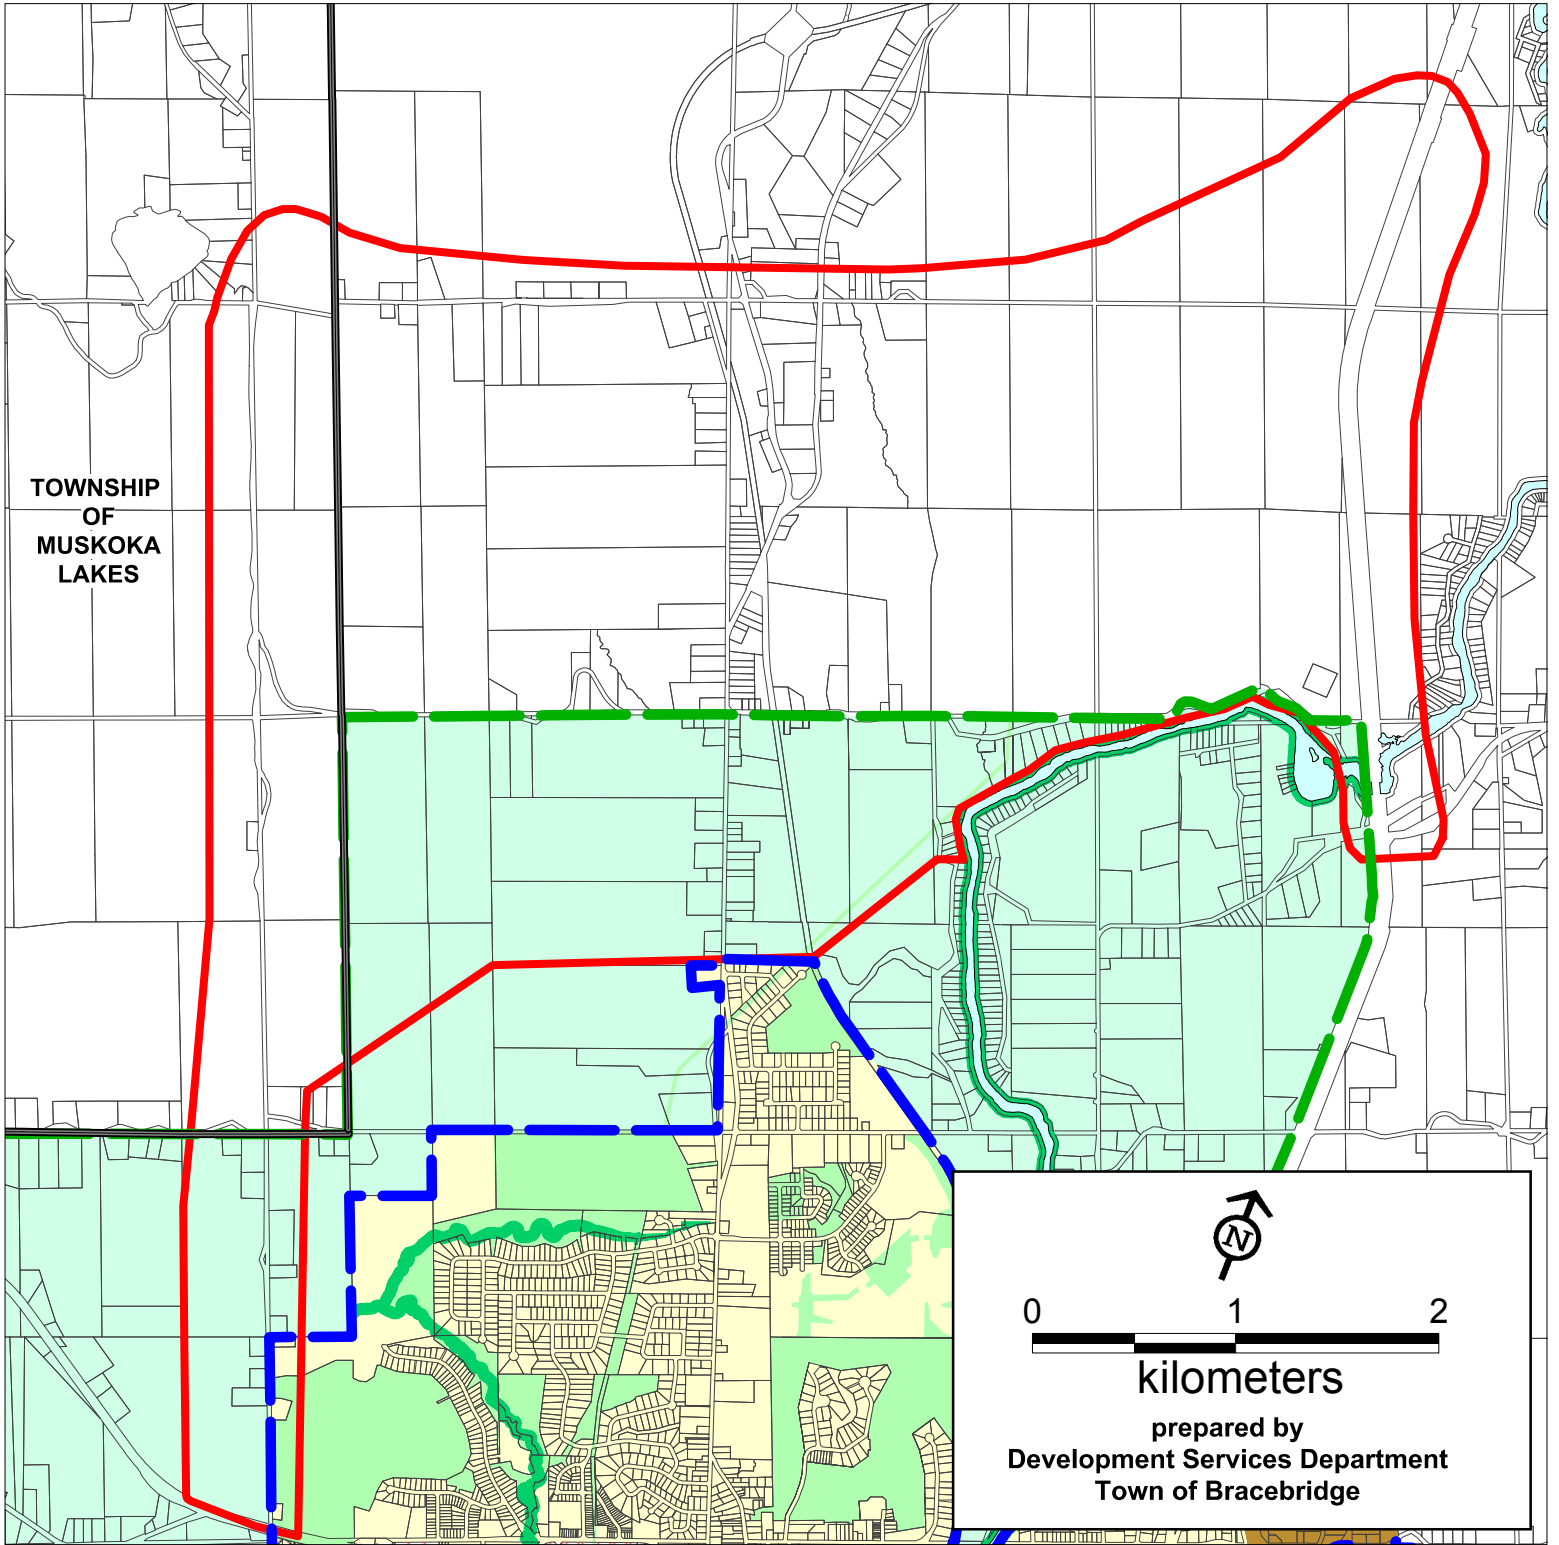 TOWNSHIP
OF
MUSKOKA
LAKES
N
0 1 2
kilometers
prepared by
Development Services Department
Town of Bracebridge